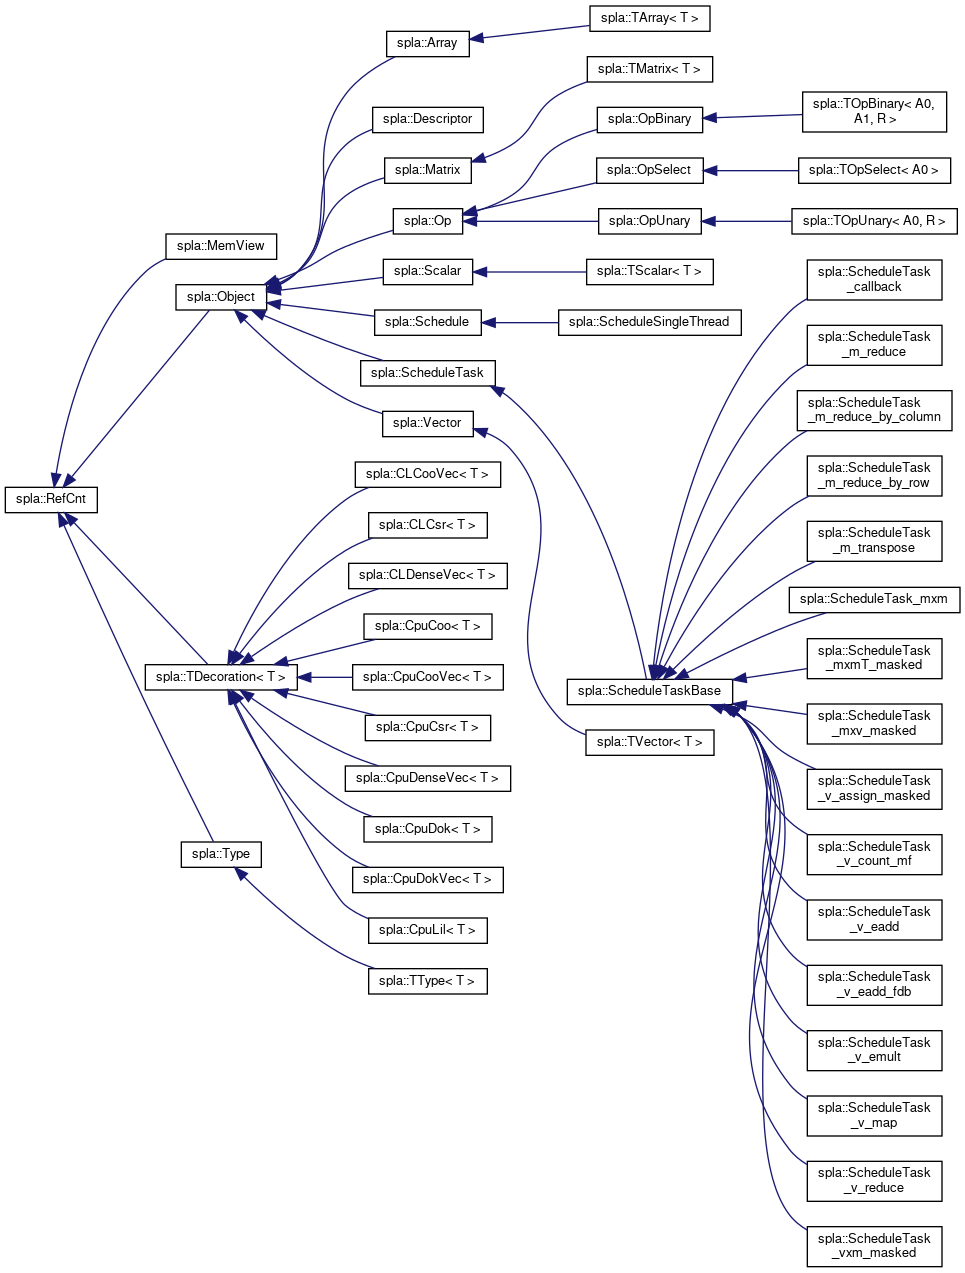 spla::RefCnt
spla::MemView
spla::Object
spla::TDecoration< T >
spla::Type
spla::Array
spla::Descriptor
spla::Matrix
spla::Op
spla::Scalar
spla::Schedule
spla::ScheduleTask
spla::Vector
spla::CLCooVec< T >
spla::CLCsr< T >
spla::CLDenseVec< T >
spla::CpuCoo< T >
spla::CpuCooVec< T >
spla::CpuCsr< T >
spla::CpuDenseVec< T >
spla::CpuDok< T >
spla::CpuDokVec< T >
spla::CpuLil< T >
spla::TType< T >
spla::TArray< T >
spla::TMatrix< T >
spla::OpBinary
spla::OpSelect
spla::OpUnary
spla::TScalar< T >
spla::ScheduleSingleThread
spla::ScheduleTaskBase
spla::TVector< T >
spla::TOpBinary< A0,
A1, R >
spla::TOpSelect< A0 >
spla::TOpUnary< A0, R >
spla::ScheduleTask
_callback
spla::ScheduleTask
_m_reduce
spla::ScheduleTask
_m_reduce_by_column
spla::ScheduleTask
_m_reduce_by_row
spla::ScheduleTask
_m_transpose
spla::ScheduleTask_mxm
spla::ScheduleTask
_mxmT_masked
spla::ScheduleTask
_mxv_masked
spla::ScheduleTask
_v_assign_masked
spla::ScheduleTask
_v_count_mf
spla::ScheduleTask
_v_eadd
spla::ScheduleTask
_v_eadd_fdb
spla::ScheduleTask
_v_emult
spla::ScheduleTask
_v_map
spla::ScheduleTask
_v_reduce
spla::ScheduleTask
_vxm_masked